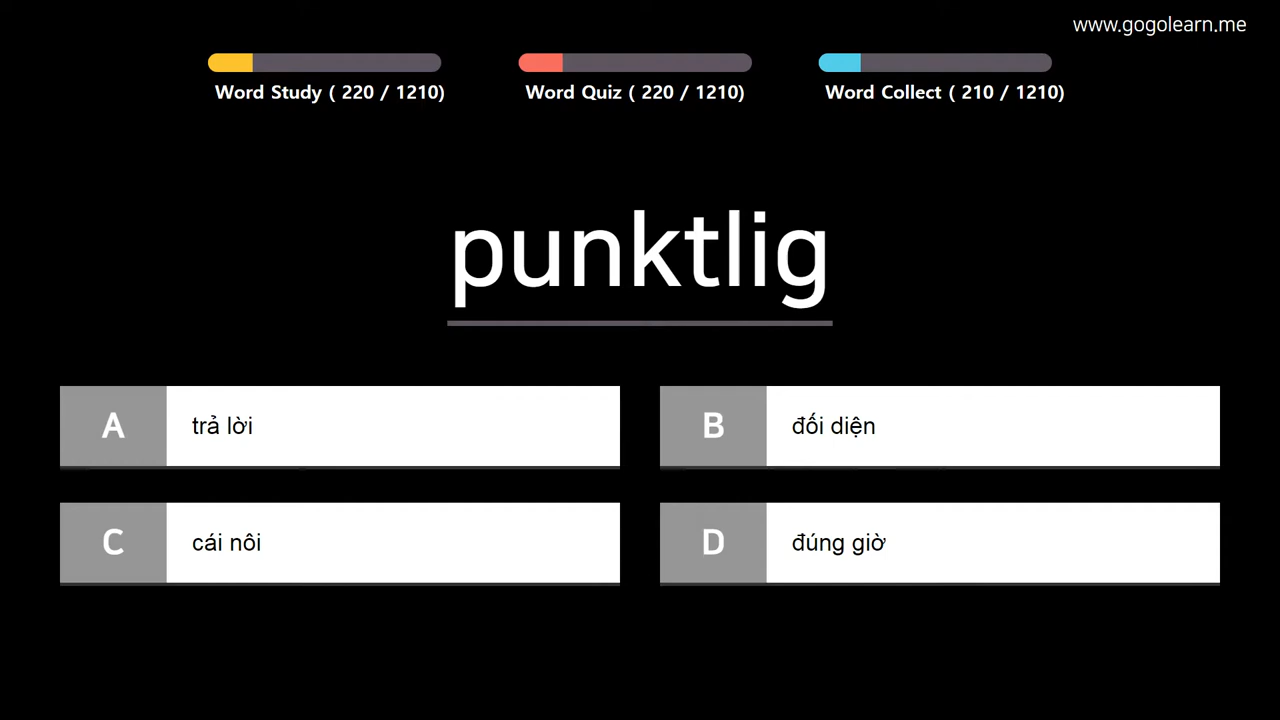 www.gogolearn.me
Word Study ( 220 / 1210)
Word Quiz ( 220 / 1210)
Word Collect ( 210 / 1210)
punktlig
A
trả lời
B
đối diện
C
cái nôi
D
đúng giờ